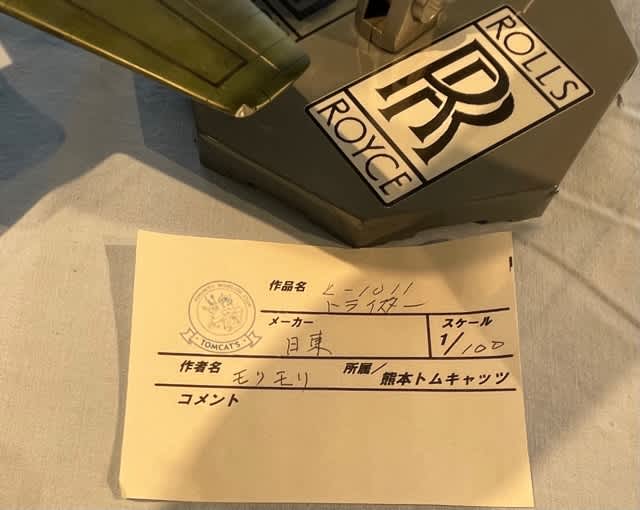 ROLLS
RR
ROYCE
作品名 L-1011
トライスター
メーカー 日東
スケール 1/100
TOMCAT'S
作者名 モリモリ 所属/熊本トムキャッツ
コメント